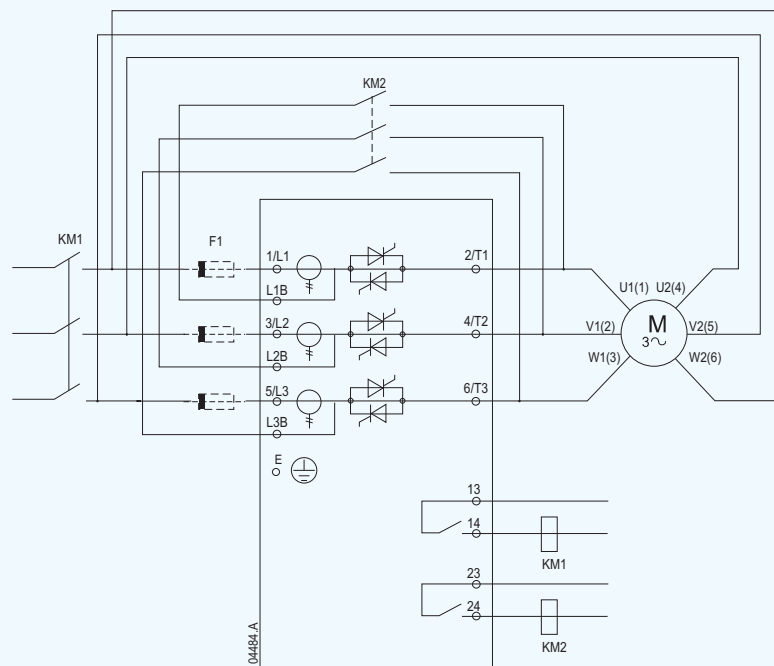 KM2
KM1
F1
1/L1
2/T1
L1B
U1(1) U2(4)
3/L2
4/T2
V1(2)
M
3~
V2(5)
L2B
W1(3)
W2(6)
5/L3
6/T3
L3B
E
13
14
KM1
23
24
KM2
04484.A